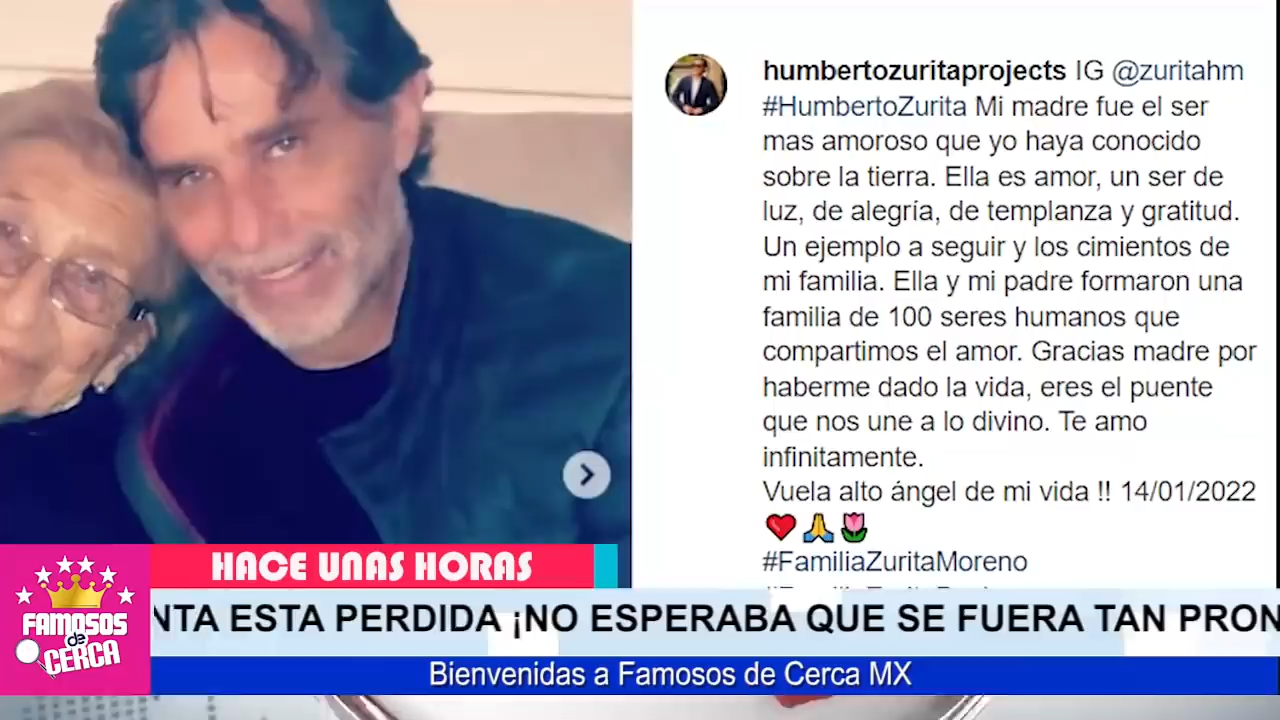 humbertozuritaprojects IG @zuritahm
#HumbertoZurita Mi madre fue el ser
mas amoroso que yo haya conocido
sobre la tierra. Ella es amor, un ser de
luz, de alegría, de templanza y gratitud.
Un ejemplo a seguir y los cimientos de
mi familia. Ella y mi padre formaron una
familia de 100 seres humanos que
compartimos el amor. Gracias madre por
haberme dado la vida, eres el puente
que nos une a lo divino. Te amo
infinitamente.
Vuela alto ángel de mi vida !! 14/01/2022
❤️🙏🌷
#FamiliaZuritaMoreno
HACE UNAS HORAS
FAMOSOS
de
CERCA
NTA ESTA PERDIDA ¡NO ESPERABA QUE SE FUERA TAN PRON
Bienvenidas a Famosos de Cerca MX